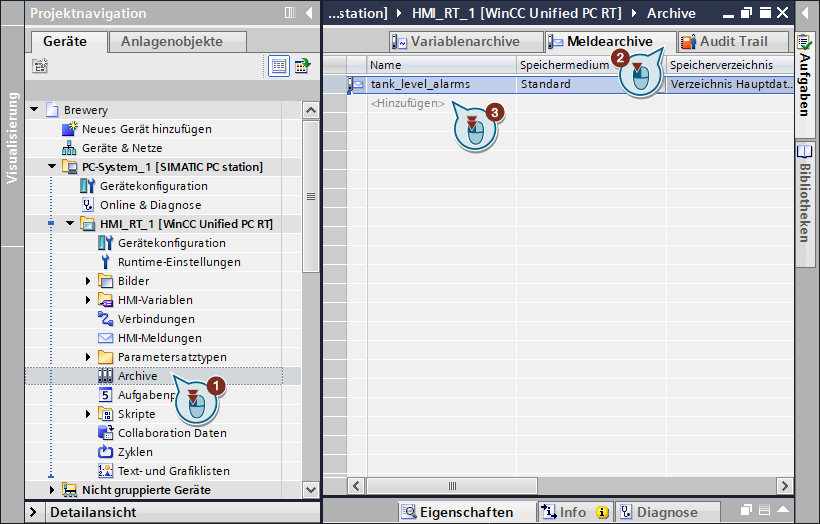 Projektnavigation
Geräte
Anlagenobjekte
Visualisierung
Brewery
Neues Gerät hinzufügen
Geräte & Netze
PC-System_1 [SIMATIC PC station]
Gerätekonfiguration
Online & Diagnose
HMI_RT_1 [WinCC Unified PC RT]
Gerätekonfiguration
Runtime-Einstellungen
Bilder
HMI-Variablen
Verbindungen
HMI-Meldungen
Parametersatztypen
Archive
1
Aufgabenp
Skripte
Collaboration Daten
Zyklen
Text- und Grafiklisten
Nicht gruppierte Geräte
Detailansicht
...station] HMI_RT_1 [WinCC Unified PC RT] Archive
Variablenarchive
Meldearchive
Audit Trail
2
Name
Speichermedium
Speicherverzeichnis
tank_level_alarms
Standard
Verzeichnis Hauptdat...
<Hinzufügen>
3
Eigenschaften
Info
Diagnose
Aufgaben
Bibliotheken